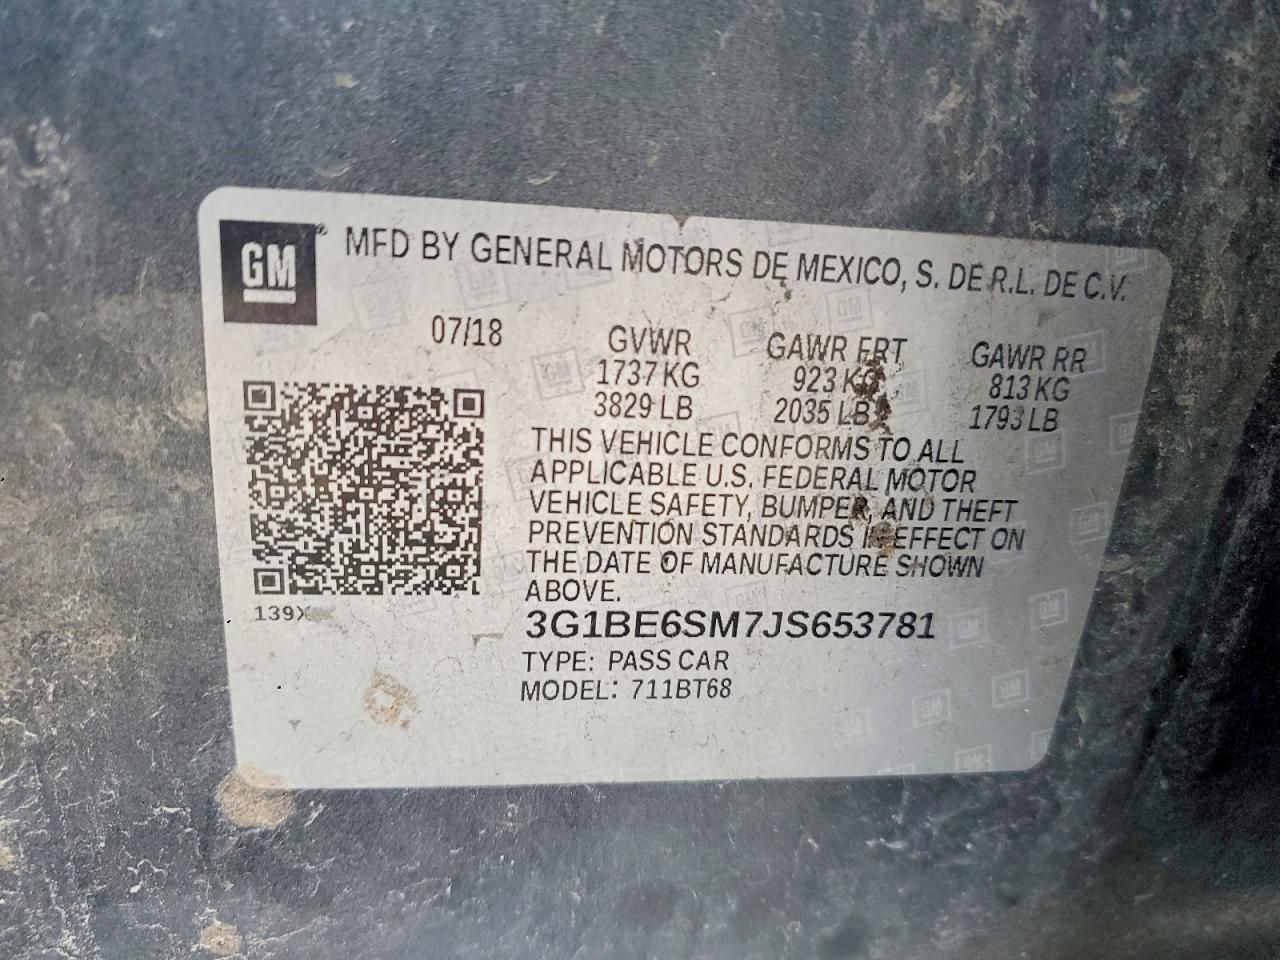 GM® MFD BY GENERAL MOTORS DE MEXICO, S. DE R.L. DE C.V.
07/18 GVWR GAWR FRT GAWR RR
1737 KG 923 KG 813 KG
3829 LB 2035 LB 1793 LB
THIS VEHICLE CONFORMS TO ALL
APPLICABLE U.S. FEDERAL MOTOR
VEHICLE SAFETY, BUMPER, AND THEFT
PREVENTION STANDARDS IN EFFECT ON
THE DATE OF MANUFACTURE SHOWN
ABOVE.
139X
3G1BE6SM7JS653781
TYPE: PASS CAR
MODEL: 711BT68